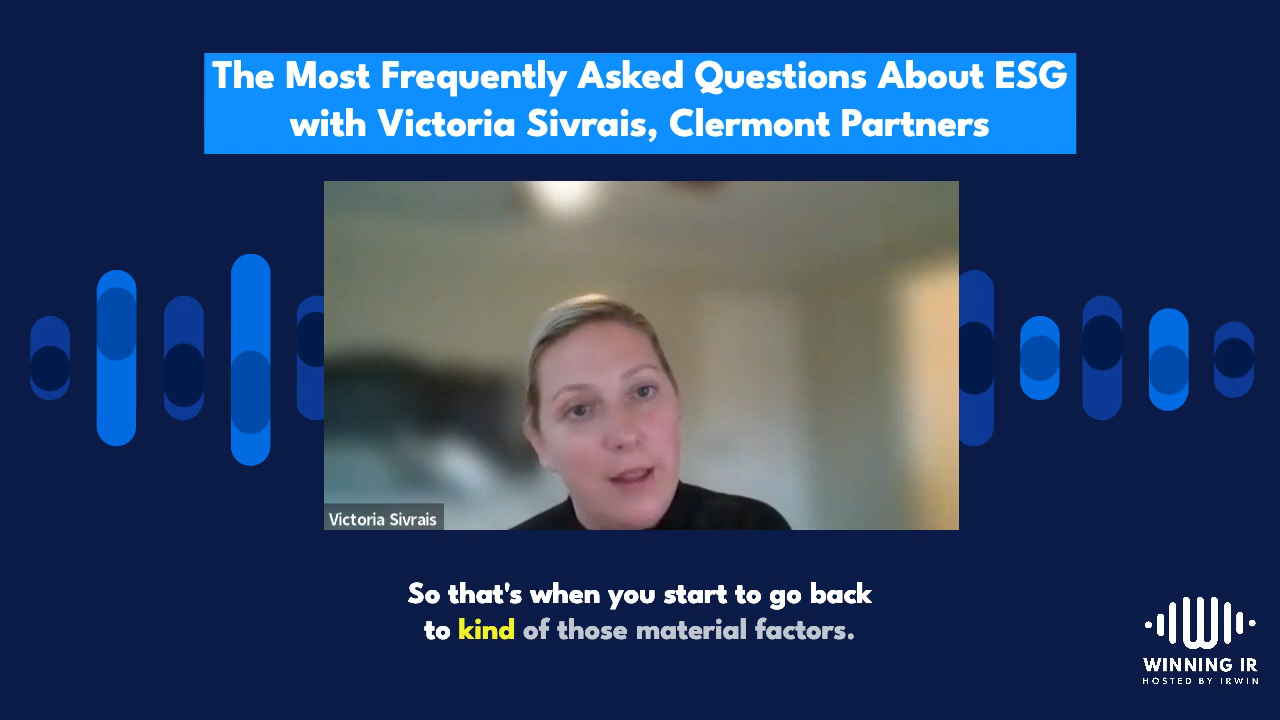 The Most Frequently Asked Questions About ESG
with Victoria Sivrais, Clermont Partners
Victoria Sivrais
So that's when you start to go back
to kind of those material factors.
WINNING IR
HOSTED BY IRWIN